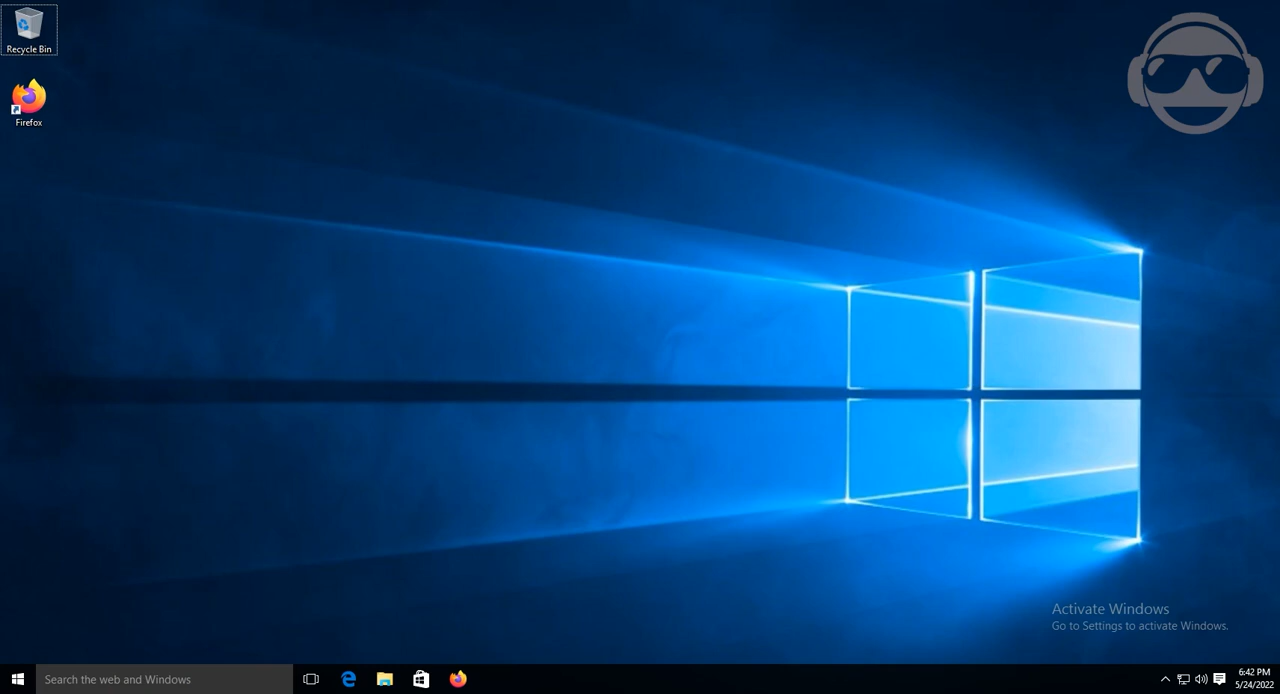 Recycle Bin
Firefox
Activate Windows
Go to Settings to activate Windows.
Search the web and Windows
6:42 PM
5/24/2022